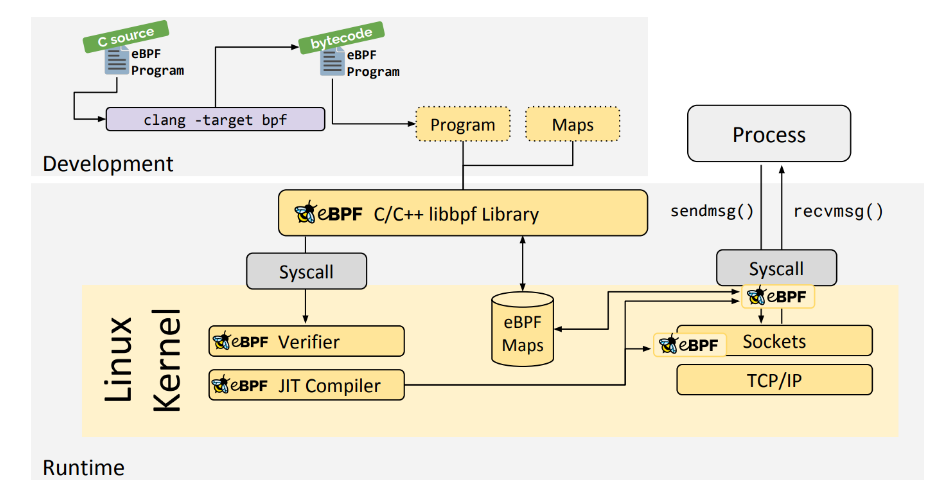 C source
eBPF
Program
bytecode
eBPF
Program
clang -target bpf
Program
Maps
Development
Process
eBPF C/C++ libbpf Library
sendmsg()
recvmsg()
Syscall
Syscall
eBPF
eBPF
Maps
Linux
Kernel
eBPF Verifier
eBPF Sockets
eBPF JIT Compiler
TCP/IP
Runtime